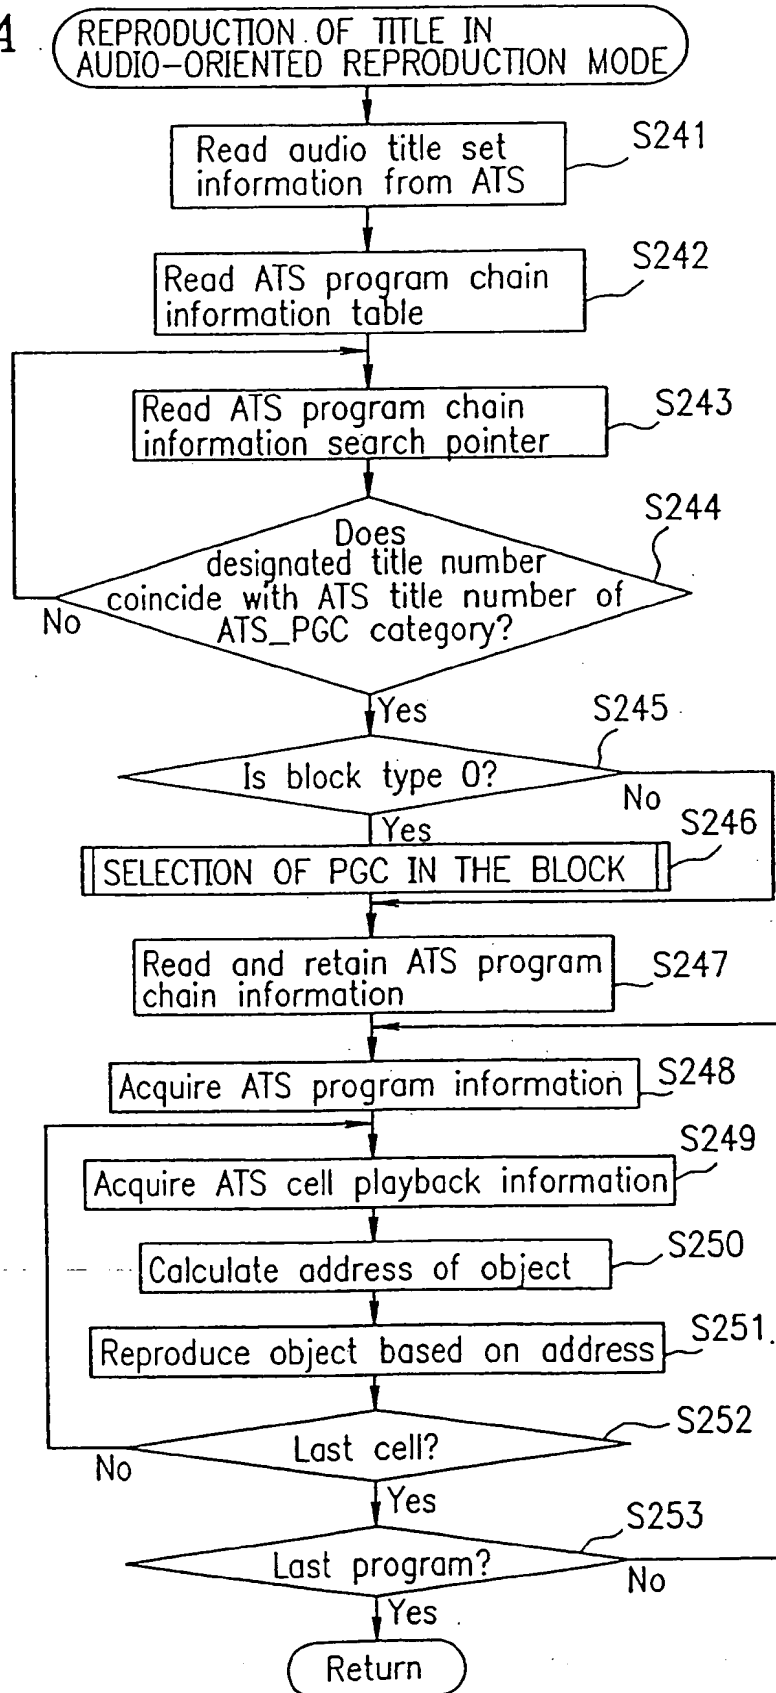 REPRODUCTION OF TITLE IN
AUDIO-ORIENTED REPRODUCTION MODE
Read audio title set
information from ATS
S241
Read ATS program chain
information table
S242
Read ATS program chain
information search pointer
S243
Does
designated title number
coincide with ATS title number of
ATS_PGC category?
S244
No
Yes
Is block type 0?
S245
No
Yes
SELECTION OF PGC IN THE BLOCK
S246
Read and retain ATS program
chain information
S247
Acquire ATS program information
S248
Acquire ATS cell playback information
S249
Calculate address of object
S250
Reproduce object based on address
S251
Last cell?
S252
No
Yes
Last program?
S253
No
Yes
Return